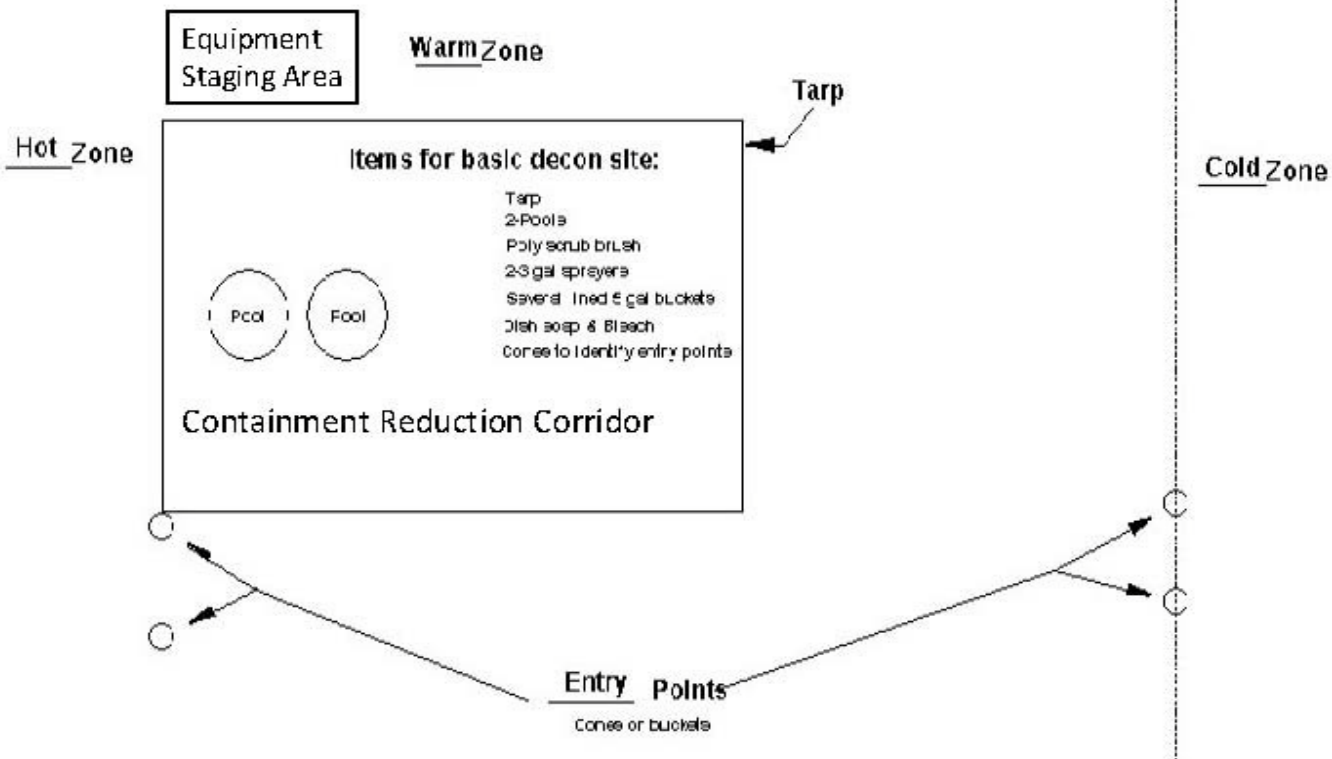 Equipment
Staging Area
Warm Zone
Tarp
Hot Zone
Items for basic decon site:
Cold Zone
Tarp
2-Pools
Poly scrub brush
2-3 gal sprayers
Several lined 5 gal buckets
Dish soap & Bleach
Cones to identify entry points
Pool
Pool
Containment Reduction Corridor
Entry Points
Cones or buckets